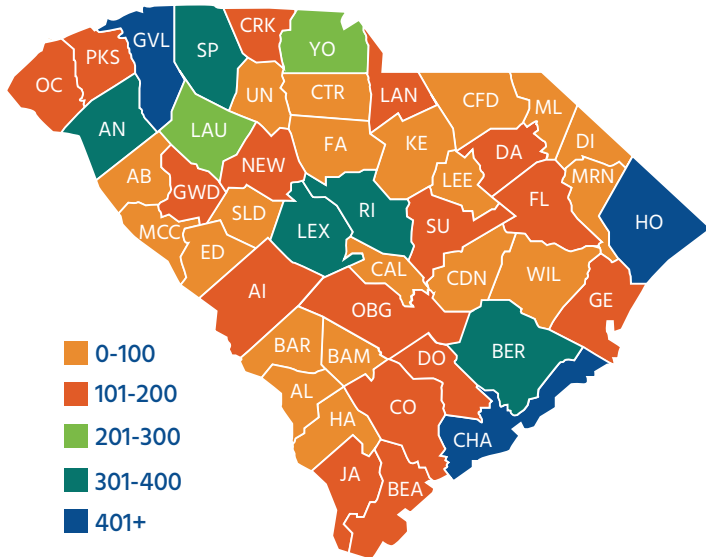 CRK
GVL
SP
YO
PKS
OC
LAN
UN
CTR
CFD
ML
AN
LAU
DI
FA
KE
DA
NEW
AB
LEE
MRN
GWD
FL
SLD
RI
HO
MCC
LEX
SU
ED
CAL
CDN
WIL
AI
GE
OBG
BAR
BAM
DO
BER
AL
CO
HA
CHA
JA
BEA
0-100
101-200
201-300
301-400
401+